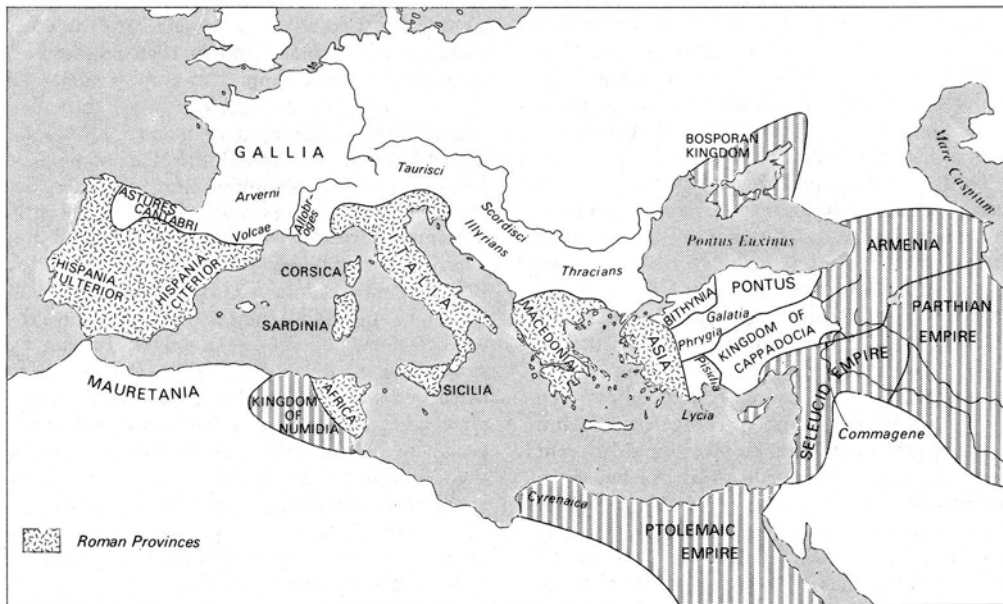 GALLIA
Arverni
Allobr-
oges
Volcae
ASTURES
CANTABRI
HISPANIA
ULTERIOR
HISPANIA
CITERIOR
CORSICA
SARDINIA
ITALIA
SICILIA
Taurisci
Scordisci
Illyrians
Thracians
MACEDONIA
BOSPORAN
KINGDOM
Pontus Euxinus
Mare Caspium
BITHYNIA
PONTUS
Galatia
Phrygia
ASIA
KINGDOM OF
CAPPADOCIA
Pisidia
Lycia
ARMENIA
PARTHIAN
EMPIRE
SELEUCID EMPIRE
Commagene
MAURETANIA
KINGDOM
OF
NUMIDIA
AFRICA
Cyrenaica
PTOLEMAIC
EMPIRE
Roman Provinces